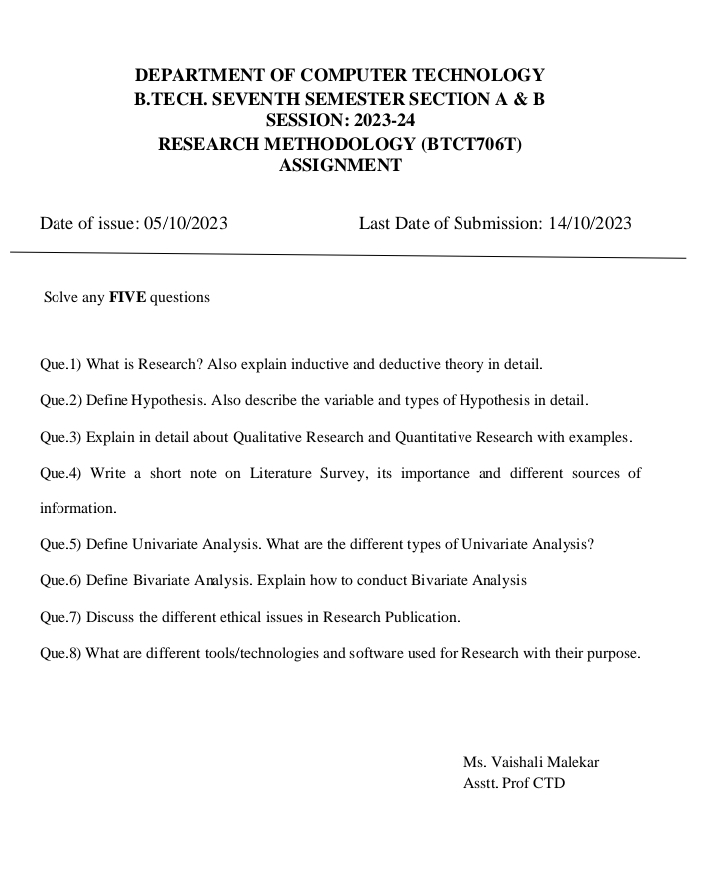 DEPARTMENT OF COMPUTER TECHNOLOGY
B.TECH. SEVENTH SEMESTER SECTION A & B
SESSION: 2023-24
RESEARCH METHODOLOGY (BTCT706T)
ASSIGNMENT
Date of issue: 05/10/2023 Last Date of Submission: 14/10/2023
Solve any FIVE questions
Que.1) What is Research? Also explain inductive and deductive theory in detail.
Que.2) Define Hypothesis. Also describe the variable and types of Hypothesis in detail.
Que.3) Explain in detail about Qualitative Research and Quantitative Research with examples.
Que.4) Write a short note on Literature Survey, its importance and different sources of
information.
Que.5) Define Univariate Analysis. What are the different types of Univariate Analysis?
Que.6) Define Bivariate Analysis. Explain how to conduct Bivariate Analysis
Que.7) Discuss the different ethical issues in Research Publication.
Que.8) What are different tools/technologies and software used for Research with their purpose.
Ms. Vaishali Malekar
Asstt. Prof CTD